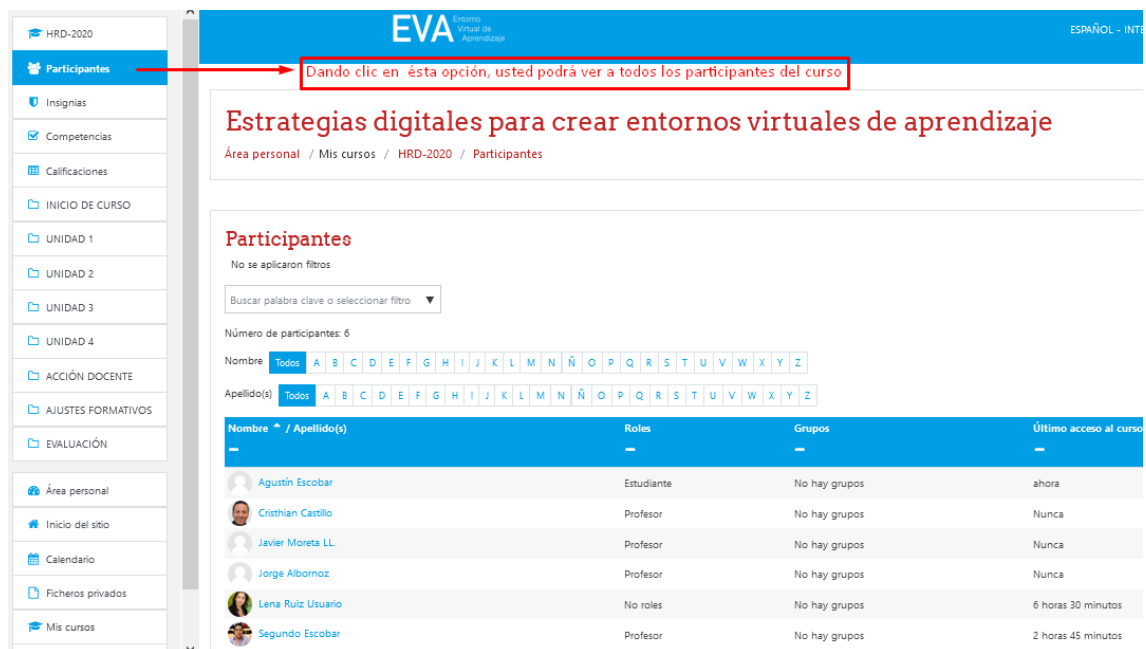 HRD-2020
Participantes
Insignias
Competencias
Calificaciones
INICIO DE CURSO
UNIDAD 1
UNIDAD 2
UNIDAD 3
UNIDAD 4
ACCIÓN DOCENTE
AJUSTES FORMATIVOS
EVALUACIÓN
Área personal
Inicio del sitio
Calendario
Ficheros privados
Mis cursos
EVA Entorno
Virtual de
Aprendizaje
ESPAÑOL - INTE
Dando clic en ésta opción, usted podrá ver a todos los participantes del curso
Estrategias digitales para crear entornos virtuales de aprendizaje
Área personal / Mis cursos / HRD-2020 / Participantes
Participantes
No se aplicaron filtros
Buscar palabra clave o seleccionar filtro ▼
Número de participantes: 6
Nombre Todos A B C D E F G H I J K L M N Ñ O P Q R S T U V W X Y Z
Apellido(s) Todos A B C D E F G H I J K L M N Ñ O P Q R S T U V W X Y Z
Nombre / Apellido(s) Roles Grupos Último acceso al curso
Agustín Escobar Estudiante No hay grupos ahora
Cristhian Castillo Profesor No hay grupos Nunca
Javier Moreta LL. Profesor No hay grupos Nunca
Jorge Albornoz Profesor No hay grupos Nunca
Lena Ruiz Usuario No roles No hay grupos 6 horas 30 minutos
Segundo Escobar Profesor No hay grupos 2 horas 45 minutos